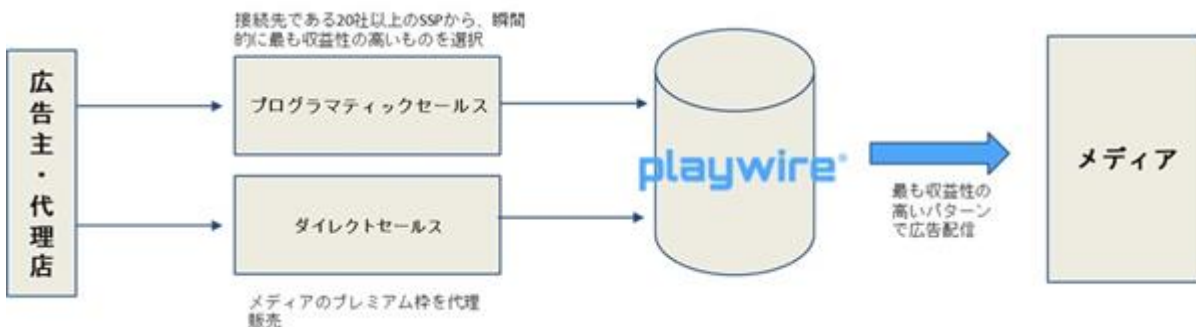 接続先である20社以上のSSPから、瞬間
的に最も収益性の高いものを選択
広告主・代理店
プログラマティックセールス
ダイレクトセールス
メディアのプレミアム枠を代理
販売
playwire
最も収益性の
高いパターン
で広告配信
メディア